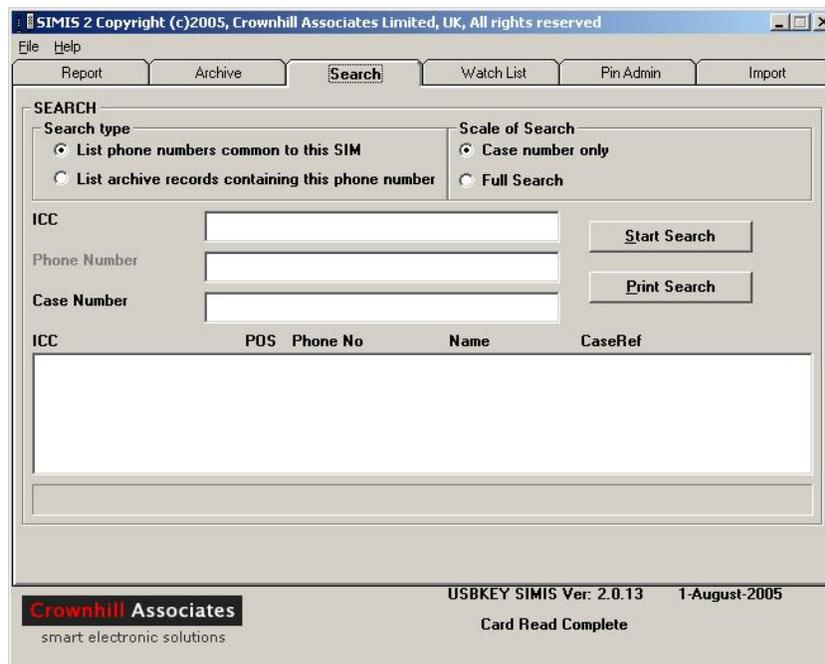 SIMIS 2 Copyright (c)2005, Crownhill Associates Limited, UK, All rights reserved
File Help
Report Archive Search Watch List Pin Admin Import
SEARCH
Search type Scale of Search
List phone numbers common to this SIM Case number only
List archive records containing this phone number Full Search
ICC Start Search
Phone Number
Print Search
Case Number
ICC POS Phone No Name CaseRef
USBKEY SIMIS Ver: 2.0.13 1-August-2005
Crownhill Associates
Card Read Complete
smart electronic solutions